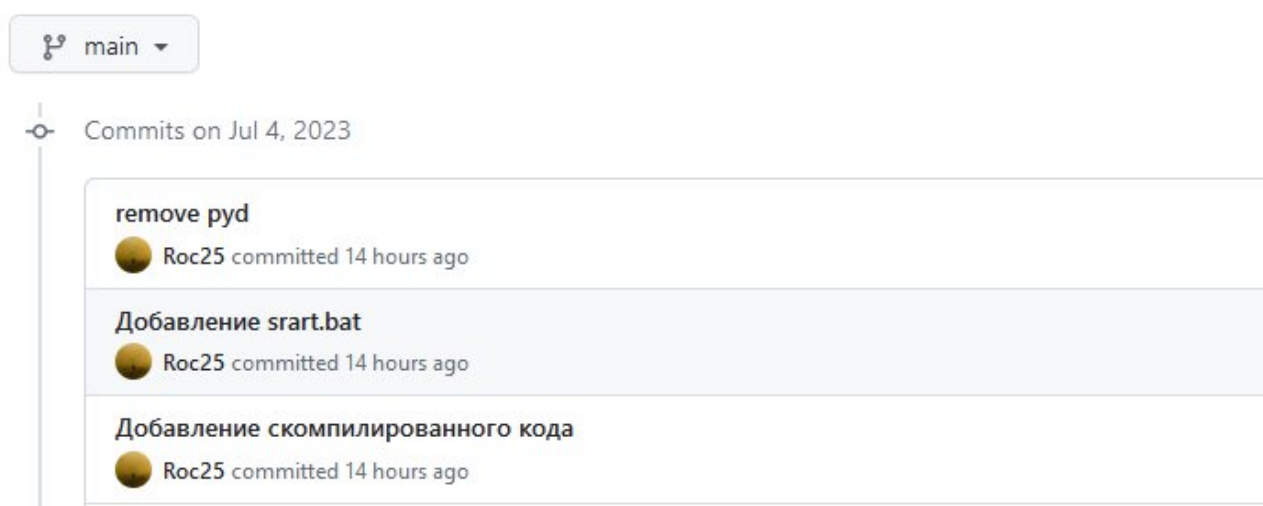 main
Commits on Jul 4, 2023
remove pyd
Roc25 committed 14 hours ago
Добавление srart.bat
Roc25 committed 14 hours ago
Добавление скомпилированного кода
Roc25 committed 14 hours ago